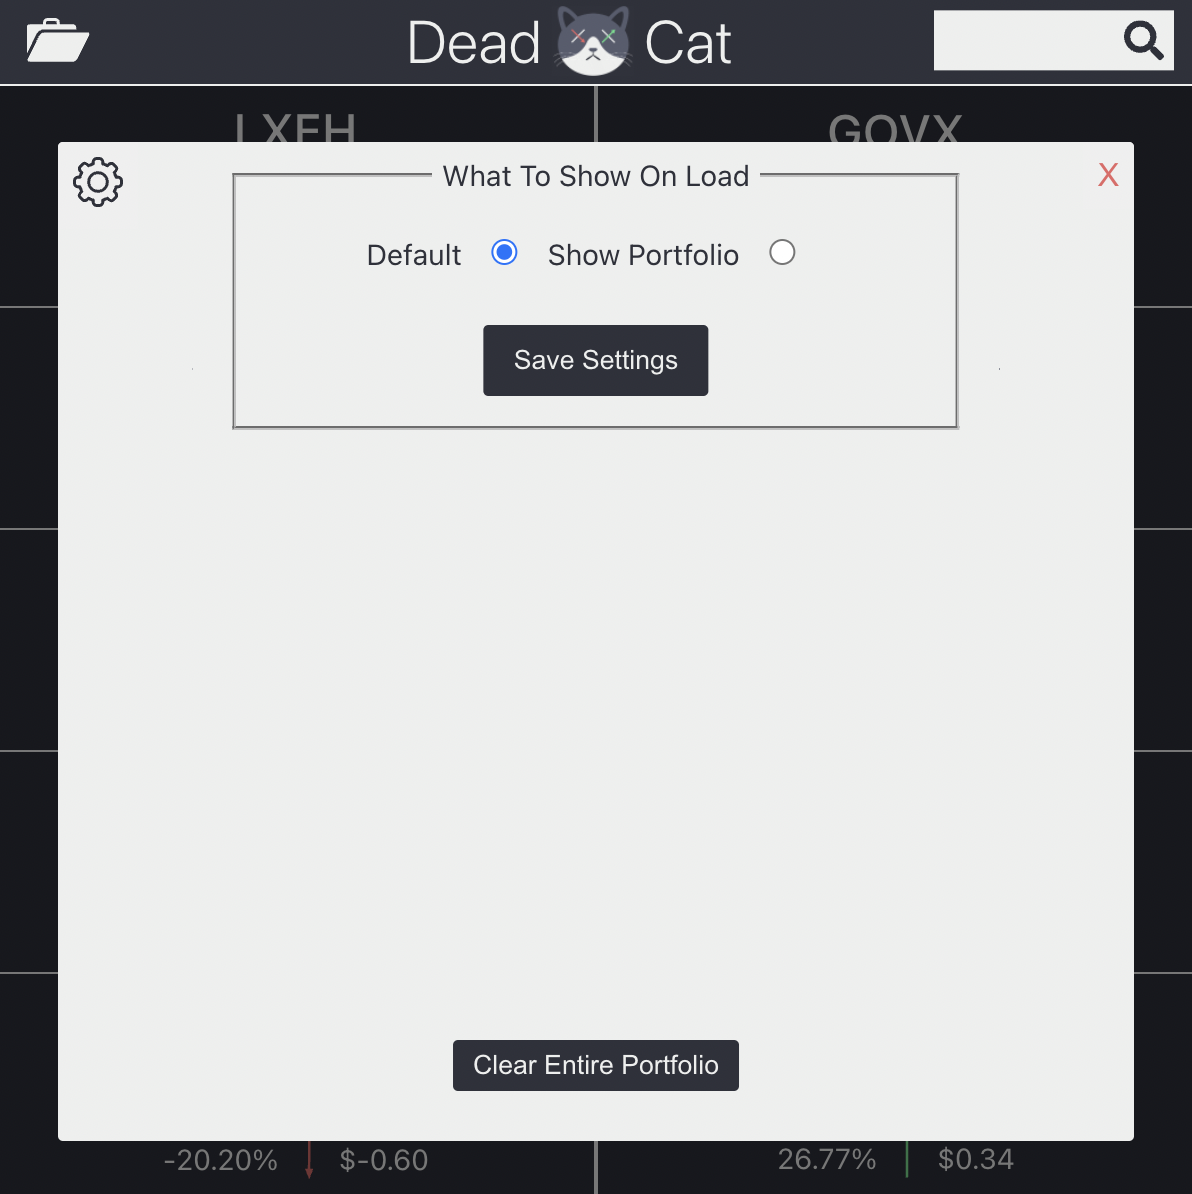 Dead Cat
LXEH
GOVX
What To Show On Load
X
Default
Show Portfolio
Save Settings
Clear Entire Portfolio
-20.20%
$-0.60
26.77%
$0.34